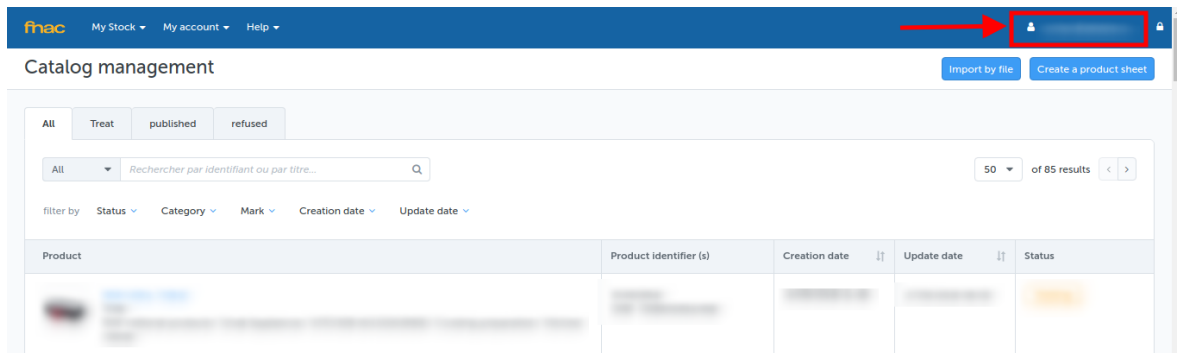 fnac My Stock My account Help
Catalog management Import by file Create a product sheet
All Treat published refused
All Rechercher par identifiant ou par titre... 50 of 85 results
filter by Status Category Mark Creation date Update date
Product Product identifier (s) Creation date Update date Status